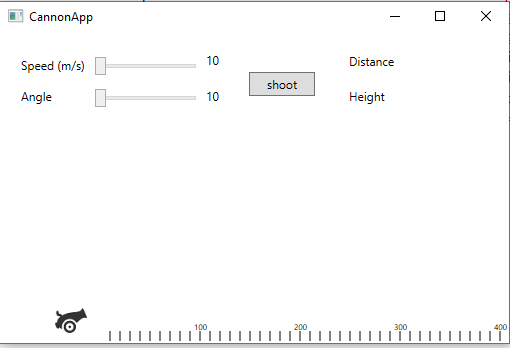 CannonApp
Speed (m/s) 10 Distance
shoot
Angle 10 Height
100 200 300 400